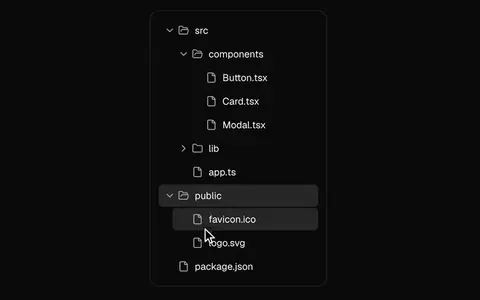 src
components
Button.tsx
Card.tsx
Modal.tsx
lib
app.ts
public
favicon.ico
logo.svg
package.json